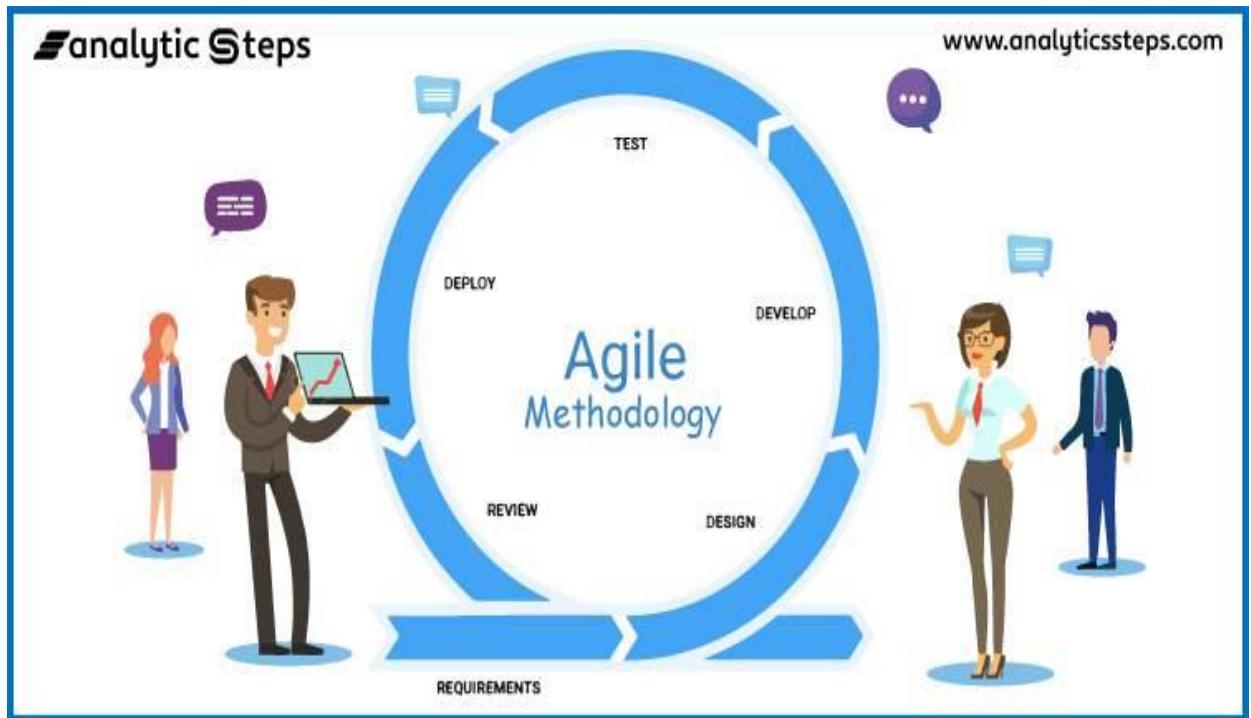 analytic Steps
www.analyticssteps.com
TEST
DEPLOY
DEVELOP
Agile
Methodology
REVIEW
DESIGN
REQUIREMENTS